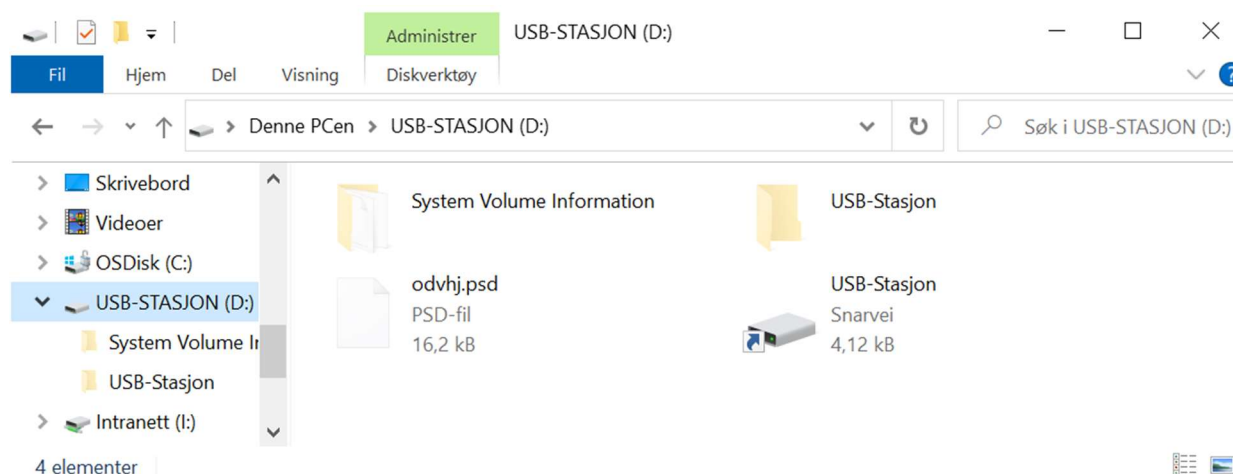 Administrer
USB-STASJON (D:)
Fil
Hjem
Del
Visning
Diskverktøy
Denne PCen > USB-STASJON (D:)
Søk i USB-STASJON (D:)
Skrivebord
Videoer
OSDisk (C:)
USB-STASJON (D:)
System Volume Ir
USB-Stasjon
Intranett (I:)
System Volume Information
USB-Stasjon
odvhj.psd
PSD-fil
16,2 kB
USB-Stasjon
Snarvei
4,12 kB
4 elementer